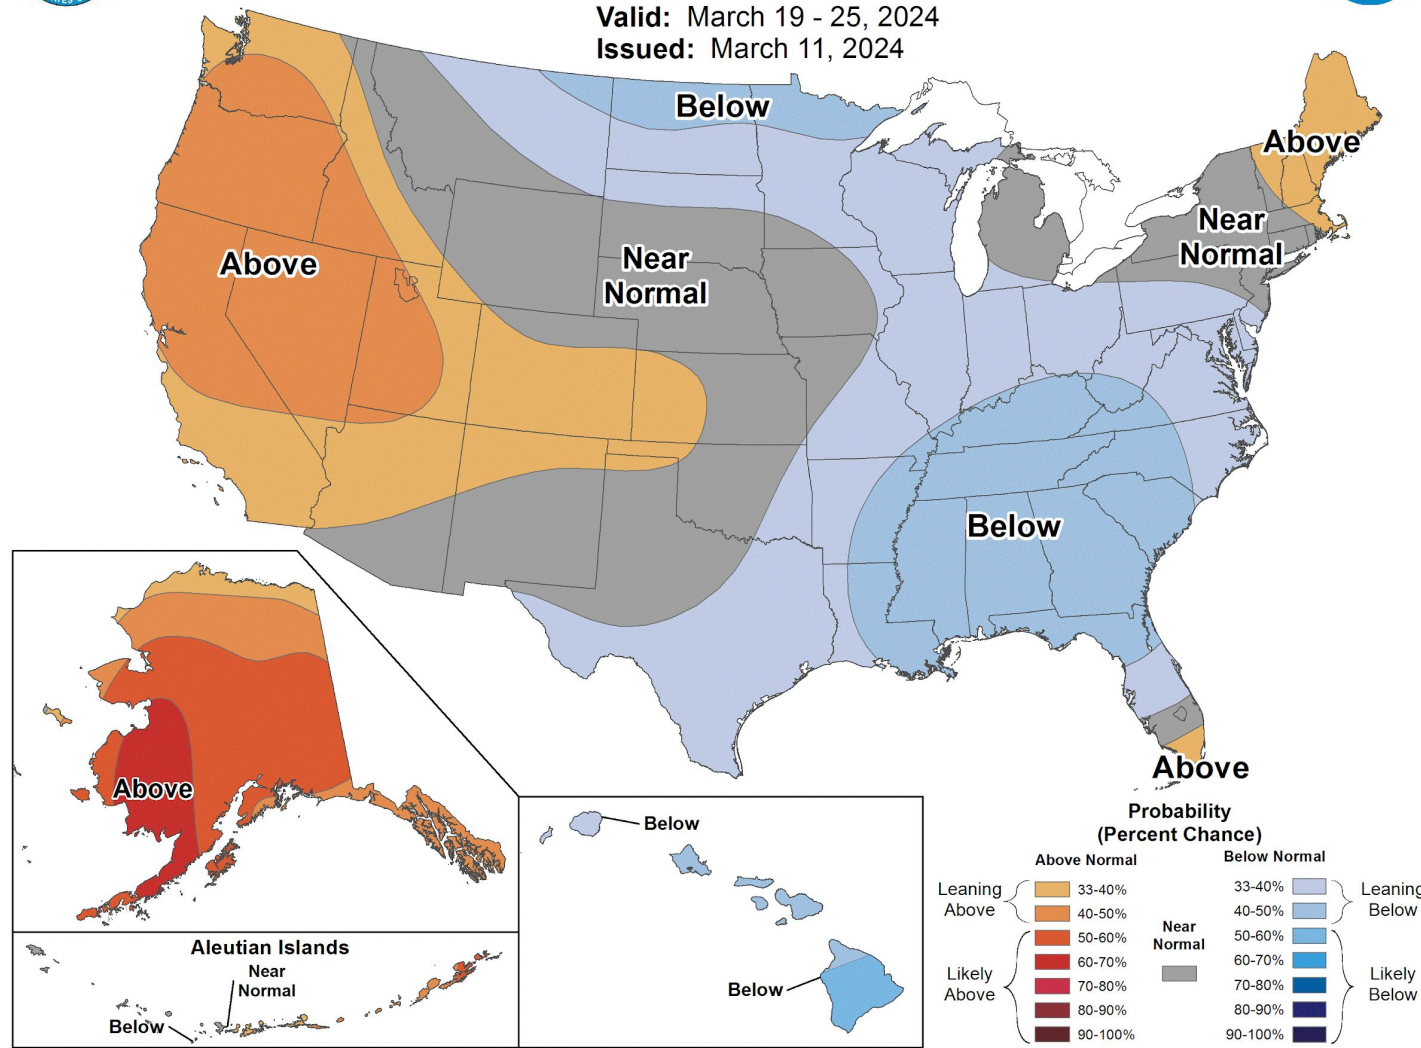 Valid: March 19 - 25, 2024
Issued: March 11, 2024
Below
Above
Above
Near
Normal
Near
Normal
Below
Above
Above
Below
Below
Aleutian Islands
Near
Normal
Below
Probability
(Percent Chance)
Above Normal
Below Normal
Leaning
Above
33-40%
40-50%
Likely
Above
50-60%
60-70%
70-80%
80-90%
90-100%
Near
Normal
33-40%
40-50%
Leaning
Below
50-60%
60-70%
70-80%
80-90%
90-100%
Likely
Below